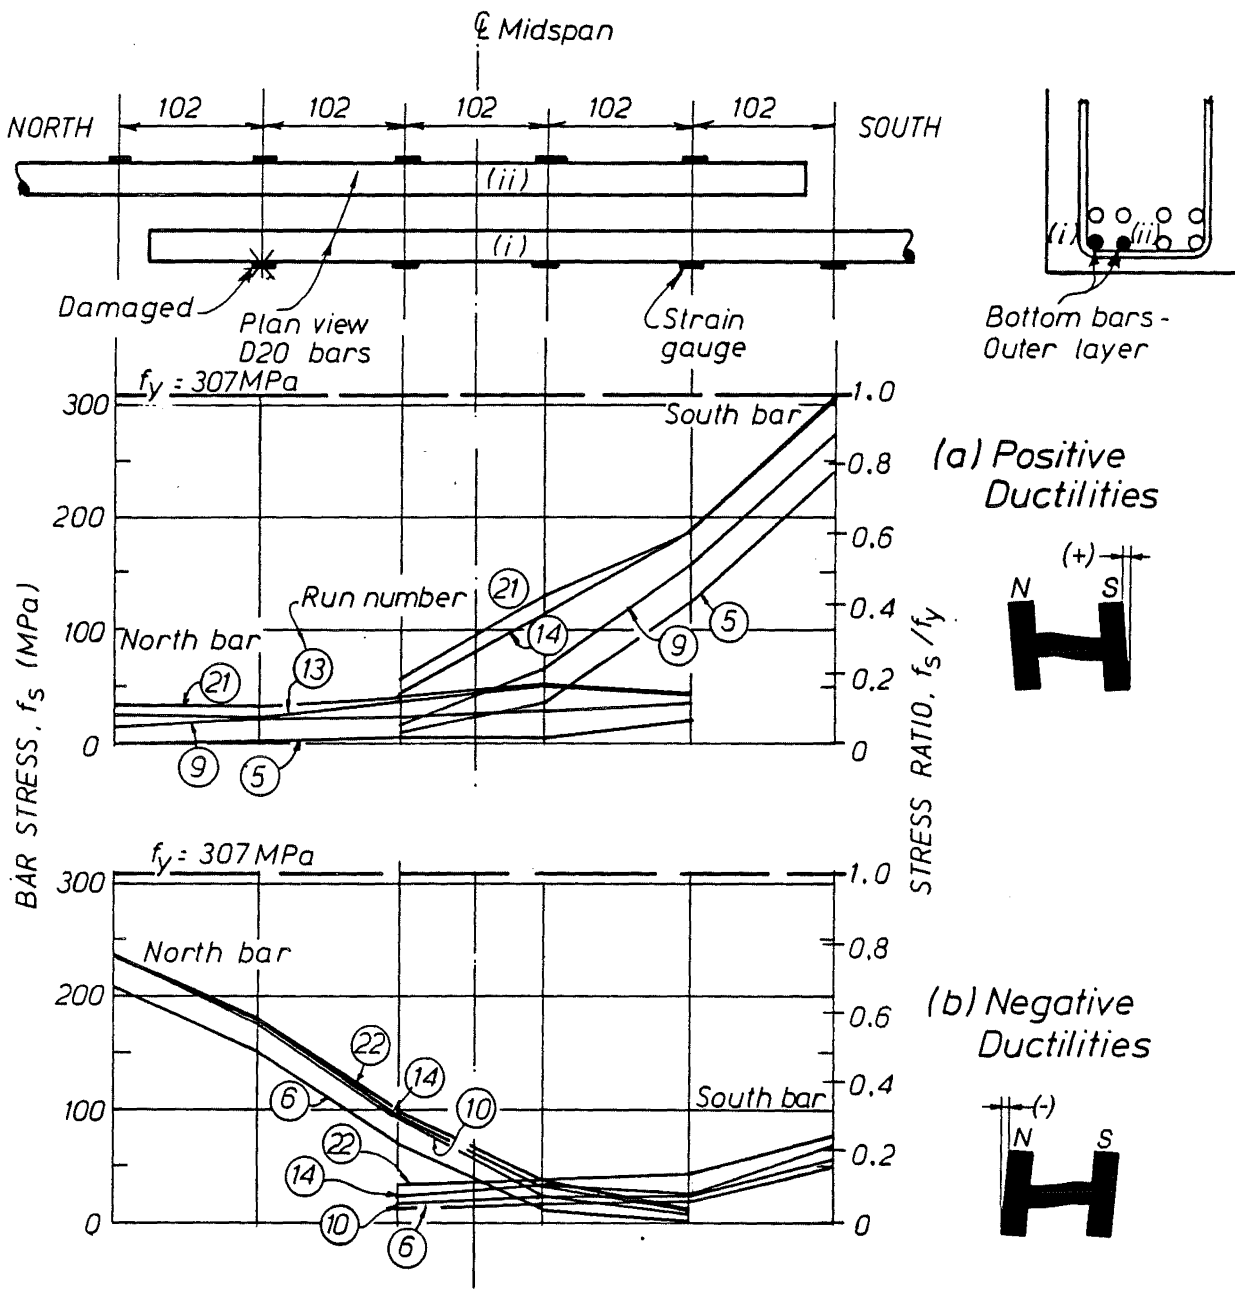 ℄ Midspan
102 102 102 102 102
NORTH
SOUTH
(ii)
(i)
(i) (ii)
Damaged
Plan view
D20 bars
Strain
gauge
Bottom bars -
Outer layer
fy = 307MPa
300
200
100
0
South bar
1.0
0.8
0.6
0.4
0.2
0
(a) Positive
Ductilities
(+)
N S
Run number
North bar
21
14
9
5
21
13
9
5
BAR STRESS, fs (MPa)
STRESS RATIO, fs/fy
fy = 307MPa
300
200
100
0
North bar
1.0
0.8
0.6
0.4
0.2
0
(b) Negative
Ductilities
(-)
N S
22
14
10
6
South bar
22
14
10
6